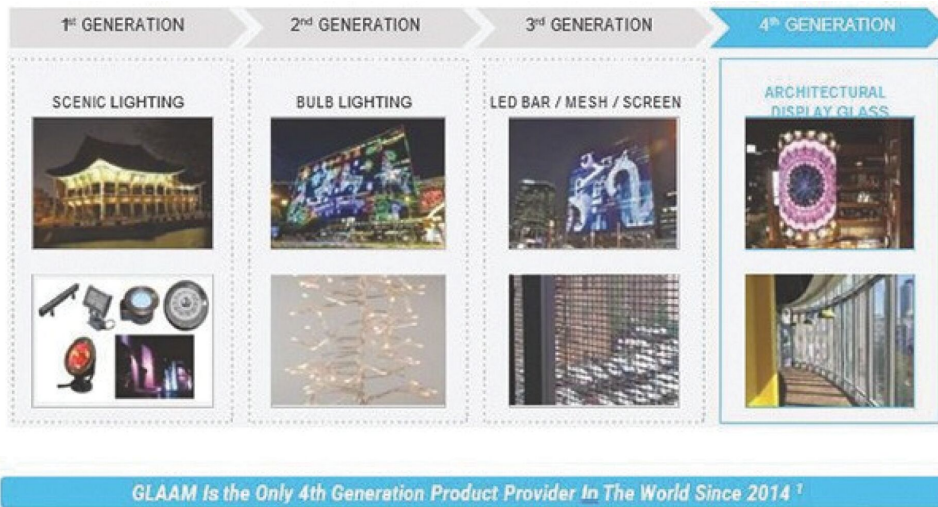 1st GENERATION
2nd GENERATION
3rd GENERATION
4th GENERATION
SCENIC LIGHTING
BULB LIGHTING
LED BAR / MESH / SCREEN
ARCHITECTURAL
DISPLAY GLASS
GLAAM Is the Only 4th Generation Product Provider In The World Since 2014 1